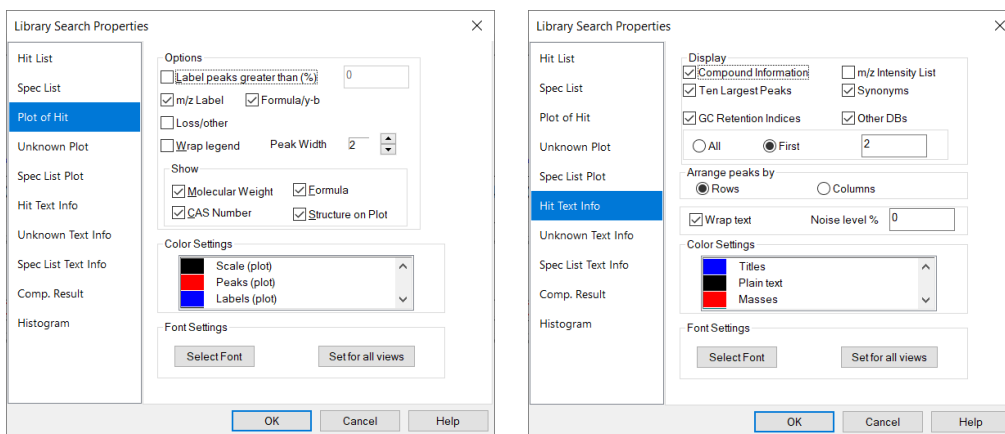 Library Search Properties
Hit List
Spec List
Plot of Hit
Unknown Plot
Spec List Plot
Hit Text Info
Unknown Text Info
Spec List Text Info
Comp. Result
Histogram
Options
Label peaks greater than (%)
0
m/z Label
Formula/y-b
Loss/other
Wrap legend
Peak Width
2
Show
Molecular Weight
Formula
CAS Number
Structure on Plot
Color Settings
Scale (plot)
Peaks (plot)
Labels (plot)
Font Settings
Select Font
Set for all views
OK
Cancel
Help
Library Search Properties
Hit List
Spec List
Plot of Hit
Unknown Plot
Spec List Plot
Hit Text Info
Unknown Text Info
Spec List Text Info
Comp. Result
Histogram
Display
Compound Information
m/z Intensity List
Ten Largest Peaks
Synonyms
GC Retention Indices
Other DBs
All
First
2
Arrange peaks by
Rows
Columns
Wrap text
Noise level %
0
Color Settings
Titles
Plain text
Masses
Font Settings
Select Font
Set for all views
OK
Cancel
Help